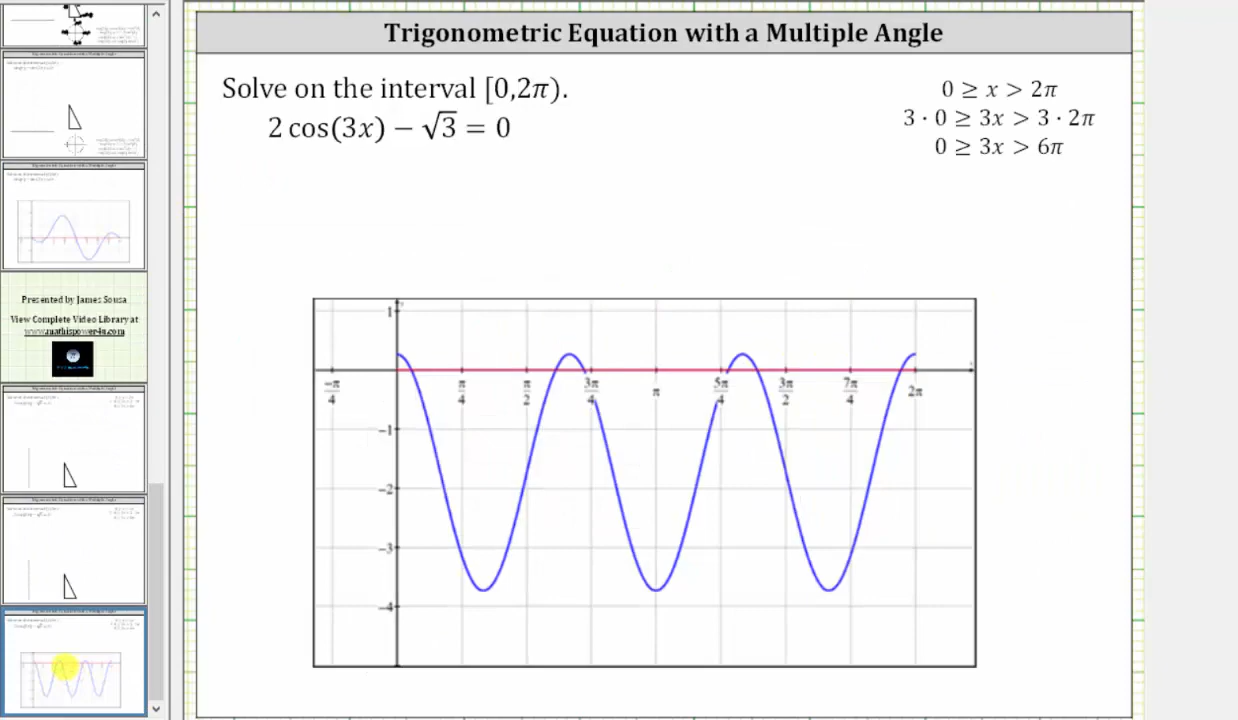 Trigonometric Equation with a Multiple Angle
Solve on the interval [0,2π).
2 cos(3x) − √3 = 0
0 ≥ x > 2π
3 · 0 ≥ 3x > 3 · 2π
0 ≥ 3x > 6π
Presented by James Sousa
View Complete Video Library at
www.mathispower4u.com
1
−π/4 π/4 π/2 3π/4 π 5π/4 3π/2 7π/4 2π
−1
−2
−3
−4